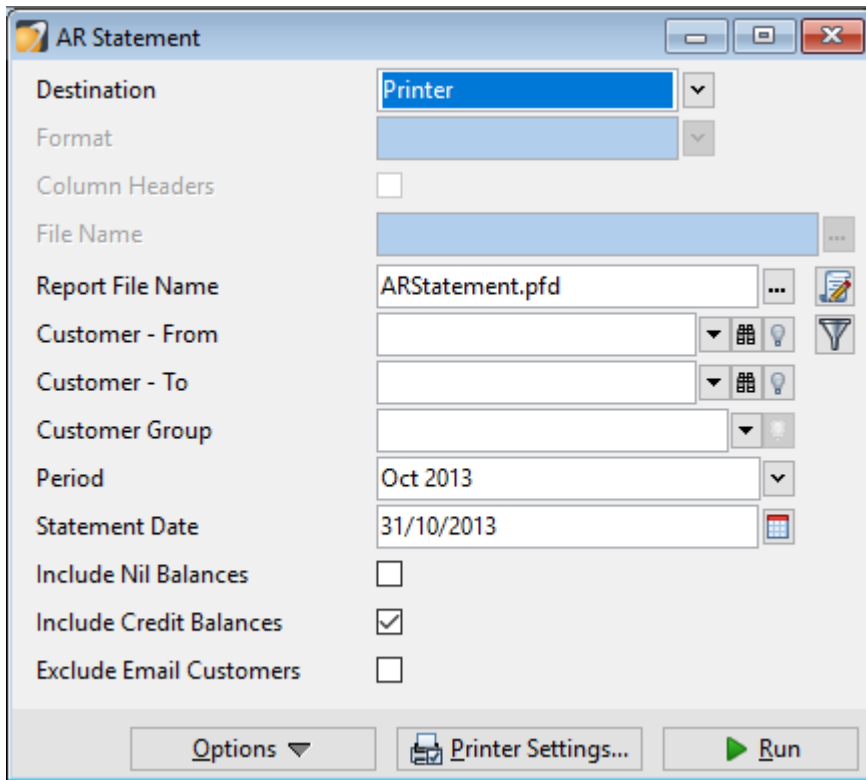 AR Statement
Destination Printer
Format
Column Headers
File Name ...
Report File Name ARStatement.pfd ...
Customer - From
Customer - To
Customer Group
Period Oct 2013
Statement Date 31/10/2013
Include Nil Balances
Include Credit Balances
Exclude Email Customers
Options Printer Settings... Run